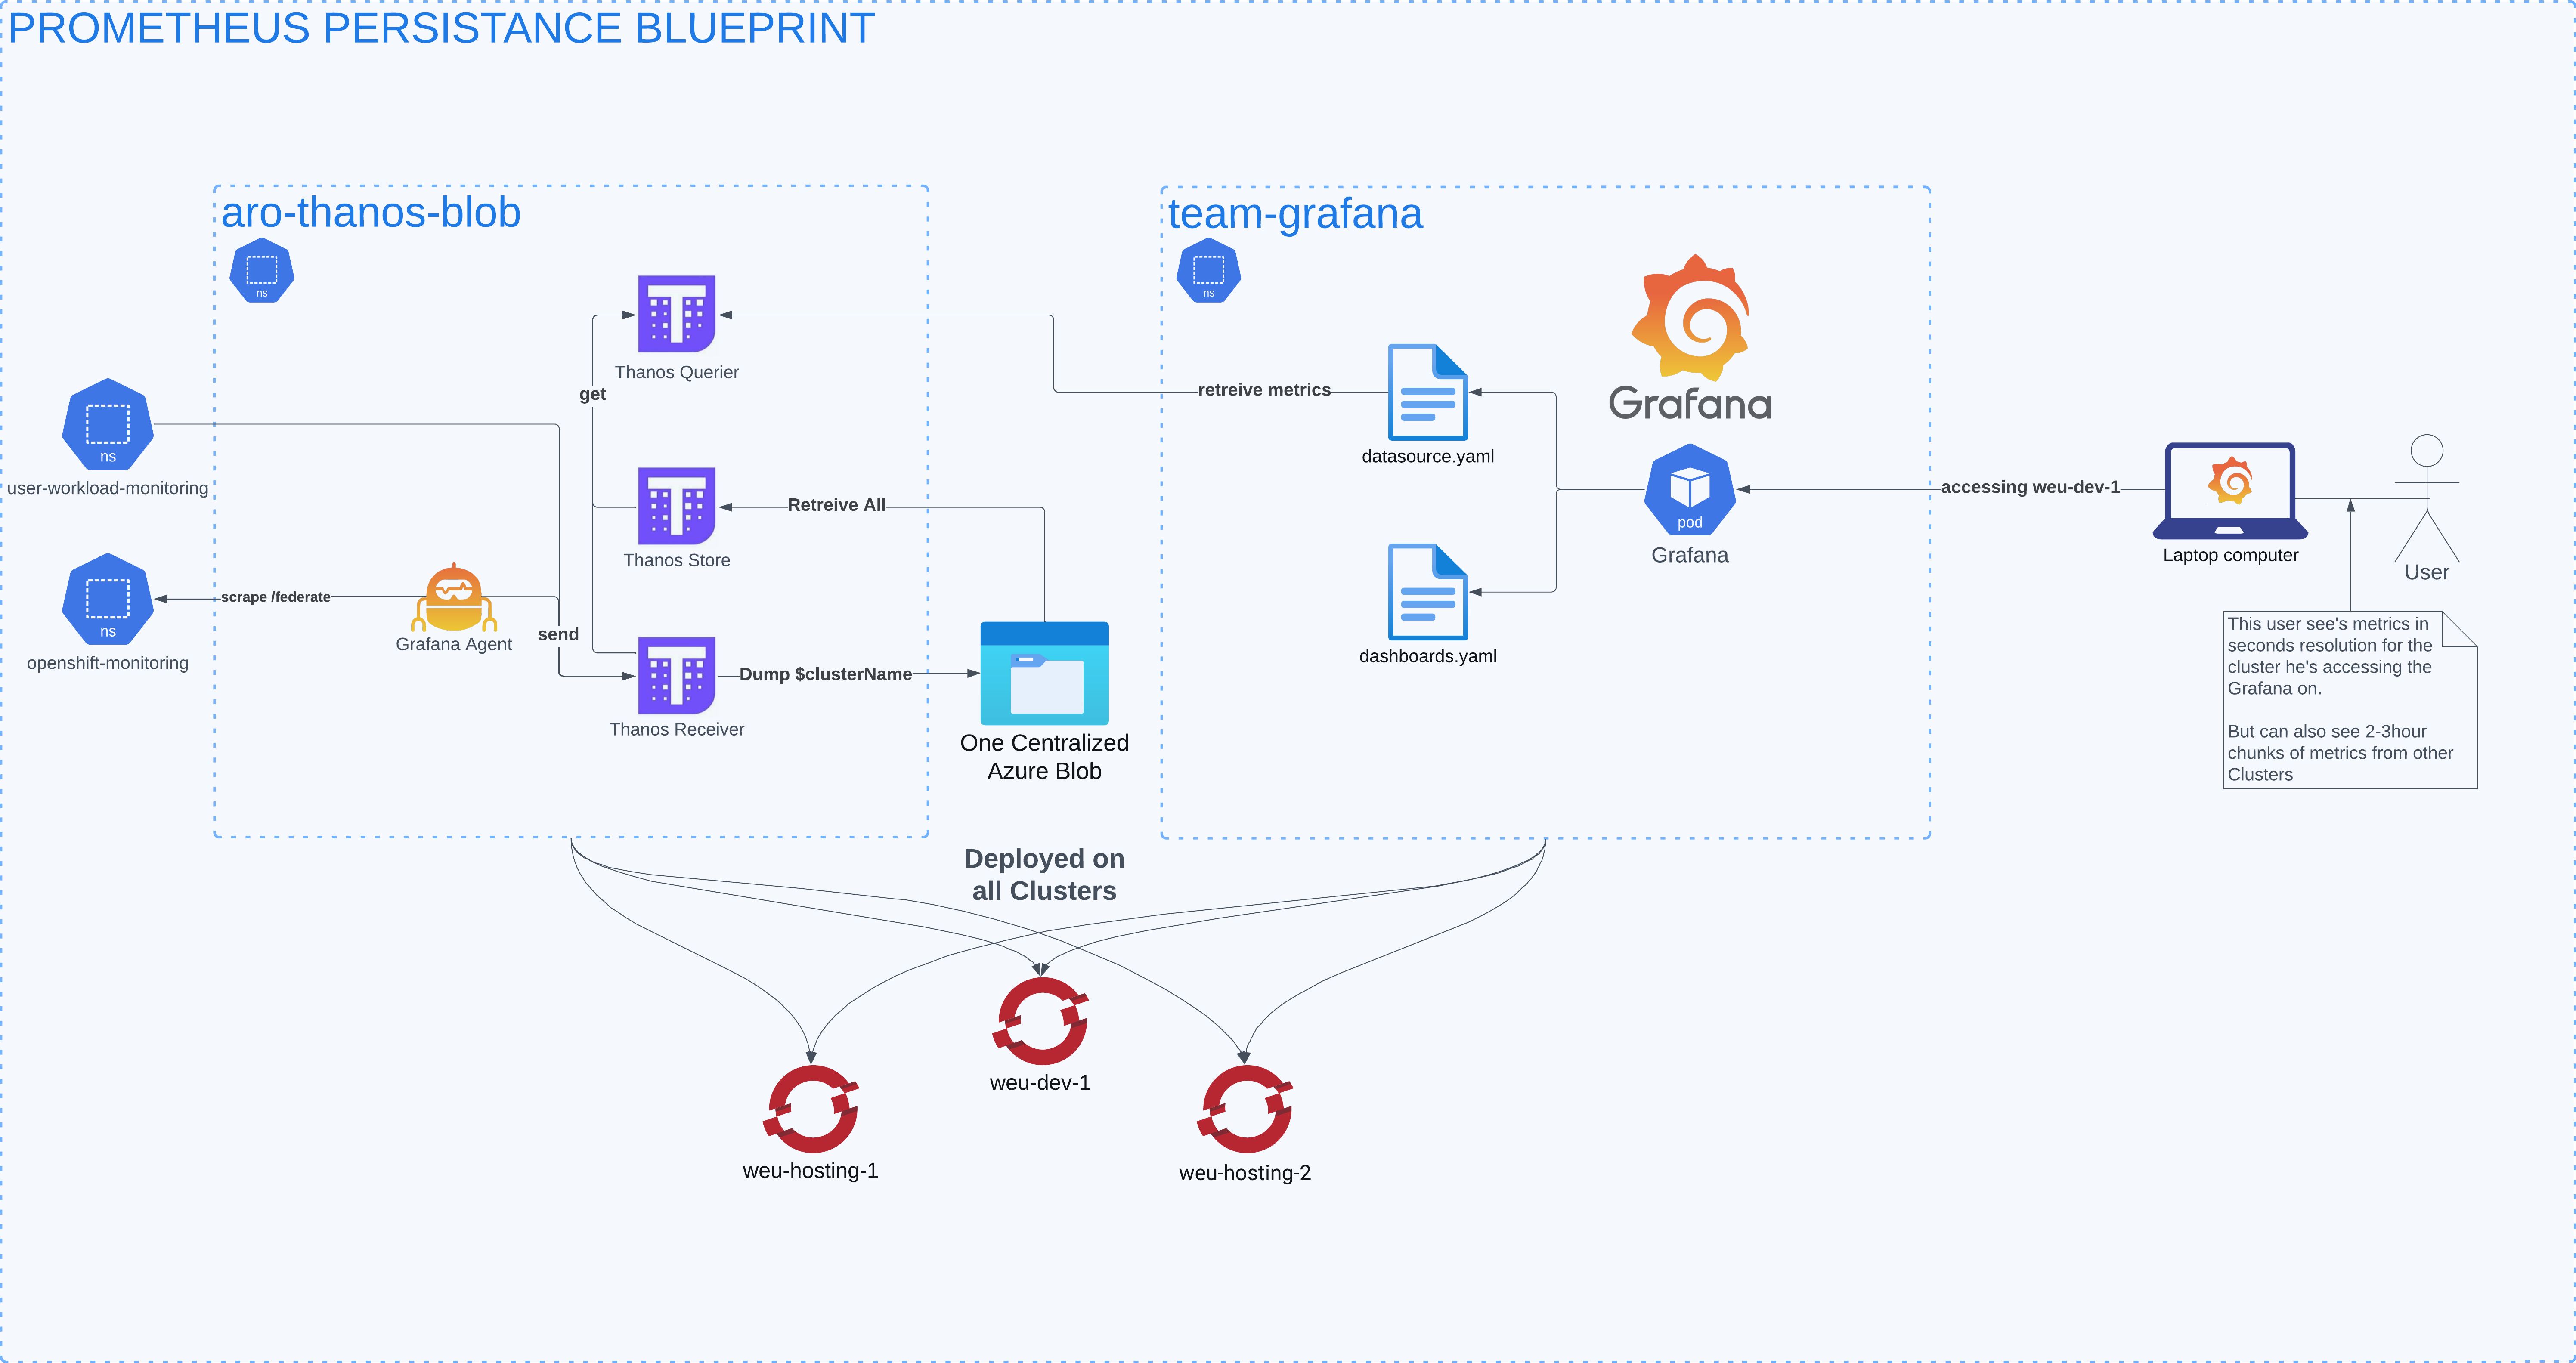 PROMETHEUS PERSISTANCE BLUEPRINT
aro-thanos-blob
ns
Thanos Querier
get
ns
user-workload-monitoring
Thanos Store
Retreive All
ns
openshift-monitoring
scrape /federate
Grafana Agent
send
Thanos Receiver
Dump $clusterName
One Centralized
Azure Blob
team-grafana
ns
Grafana
retreive metrics
datasource.yaml
pod
Grafana
dashboards.yaml
accessing weu-dev-1
Laptop computer
User
This user see's metrics in
seconds resolution for the
cluster he's accessing the
Grafana on.
But can also see 2-3hour
chunks of metrics from other
Clusters
Deployed on
all Clusters
weu-dev-1
weu-hosting-1
weu-hosting-2